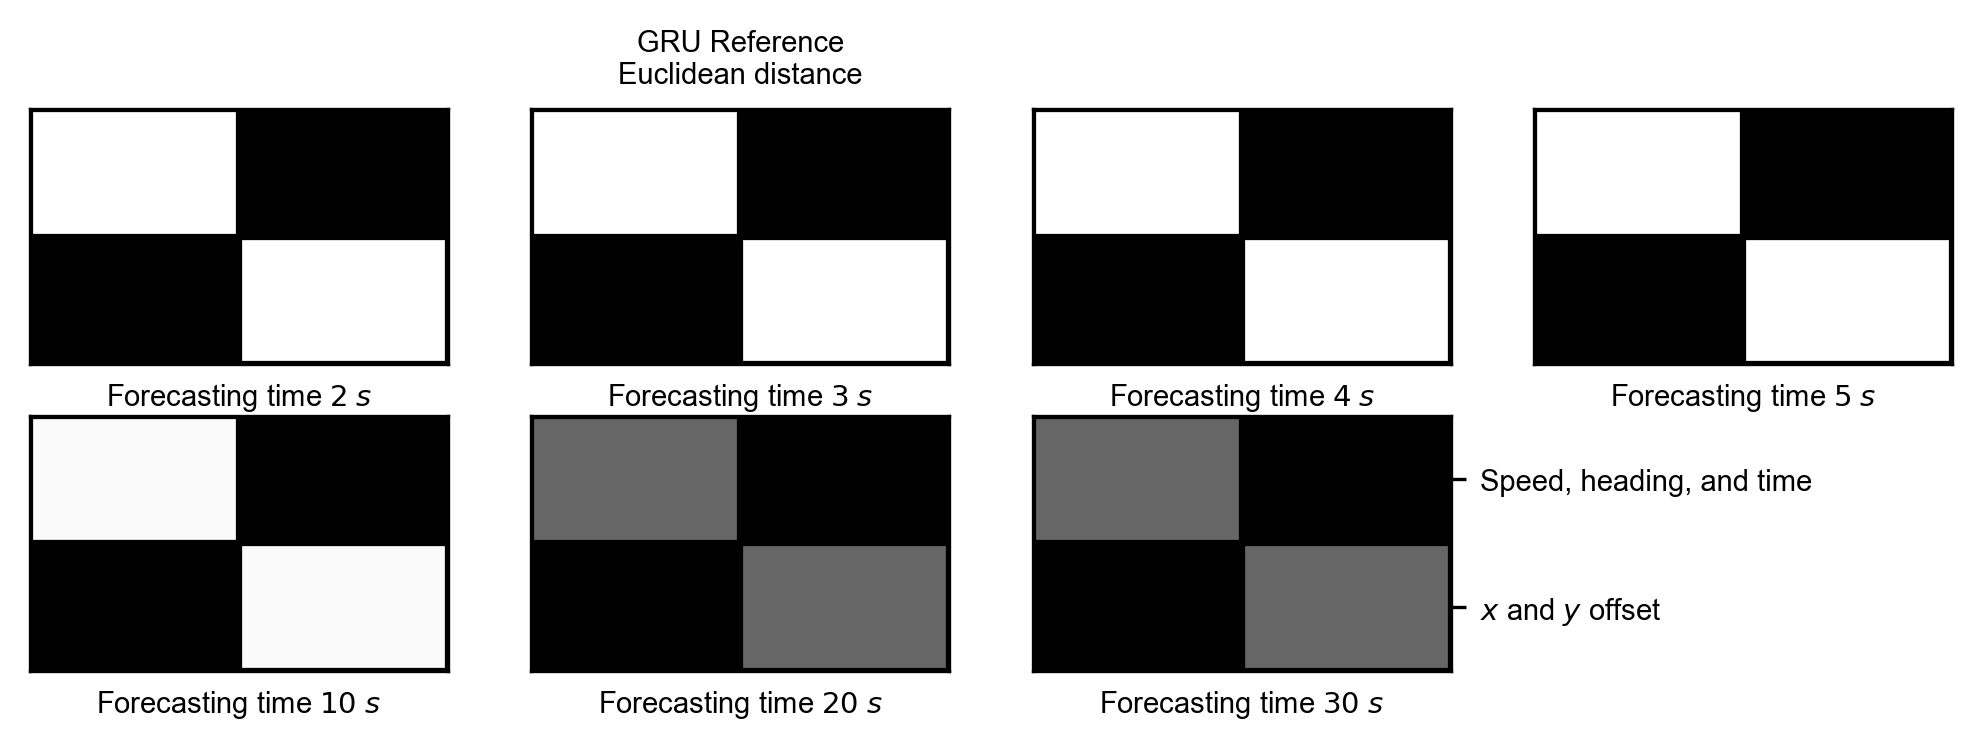 GRU Reference
Euclidean distance
Forecasting time 2 s
Forecasting time 3 s
Forecasting time 4 s
Forecasting time 5 s
Speed, heading, and time
x and y offset
Forecasting time 10 s
Forecasting time 20 s
Forecasting time 30 s